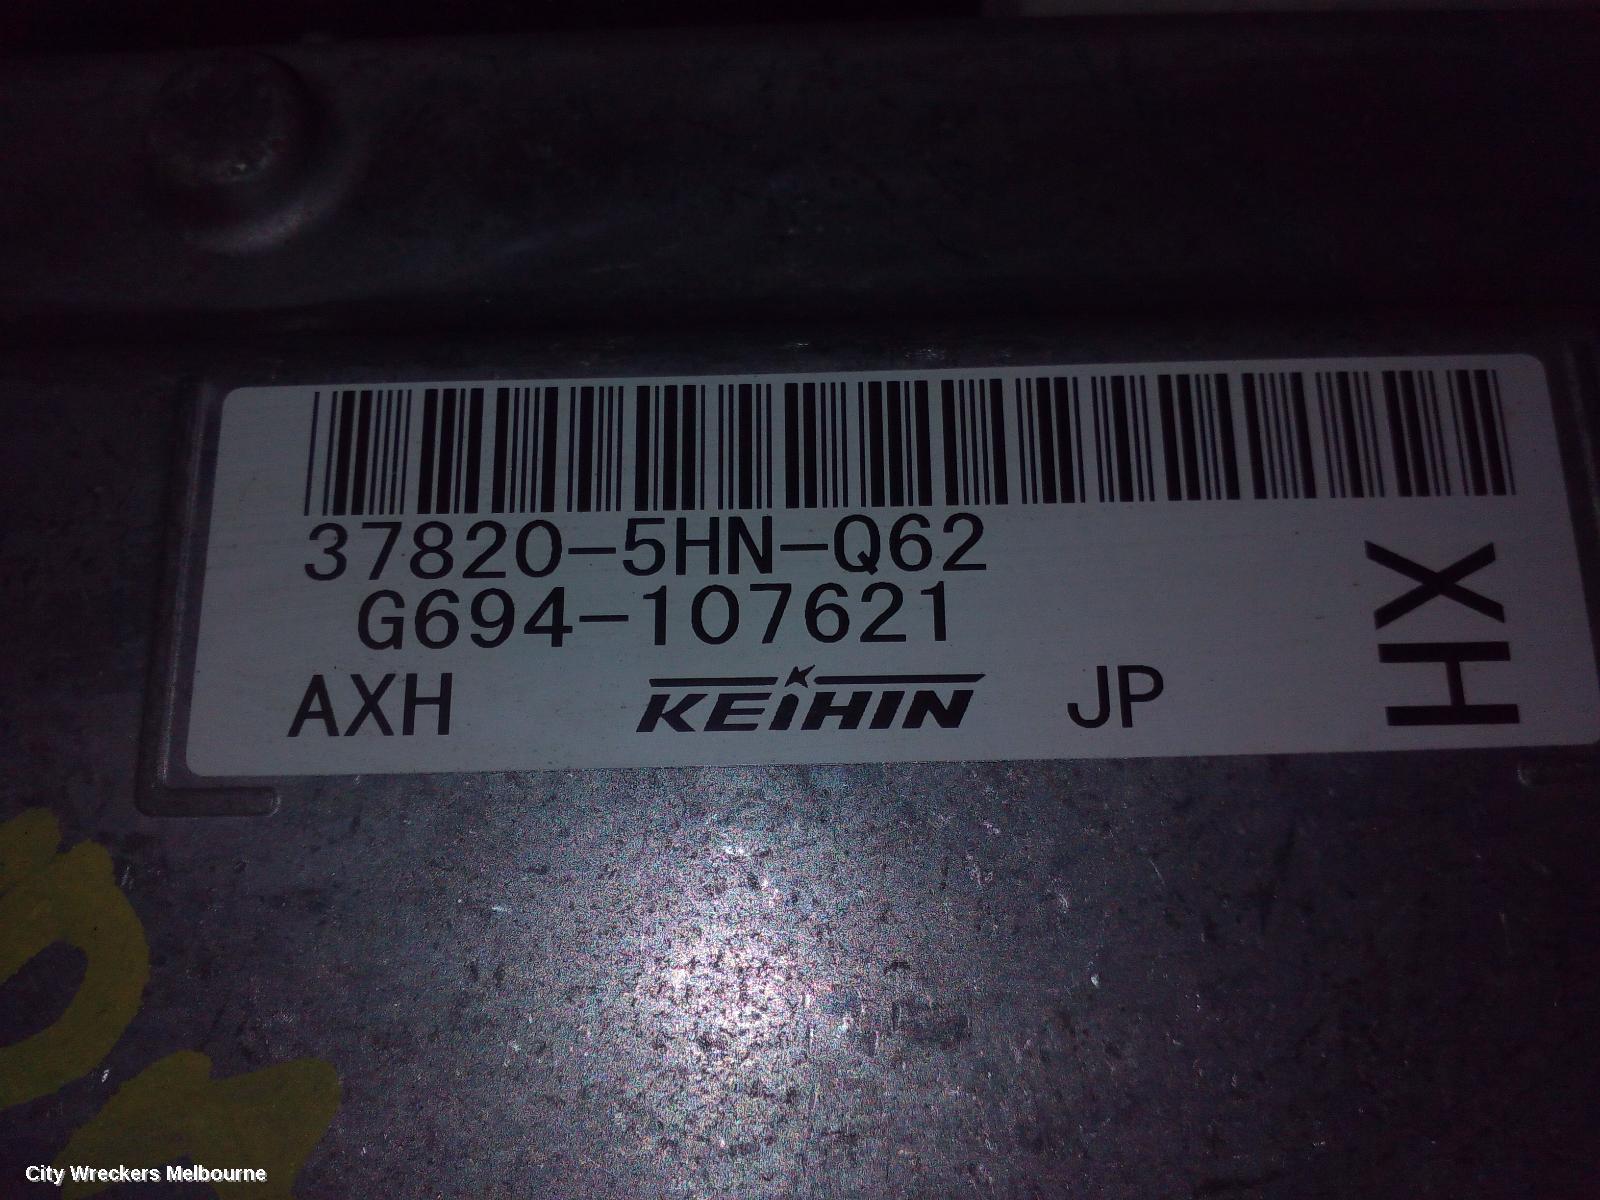 37820-5HN-Q62
G694-107621
AXH KEIHIN JP
HX
City Wreckers Melbourne